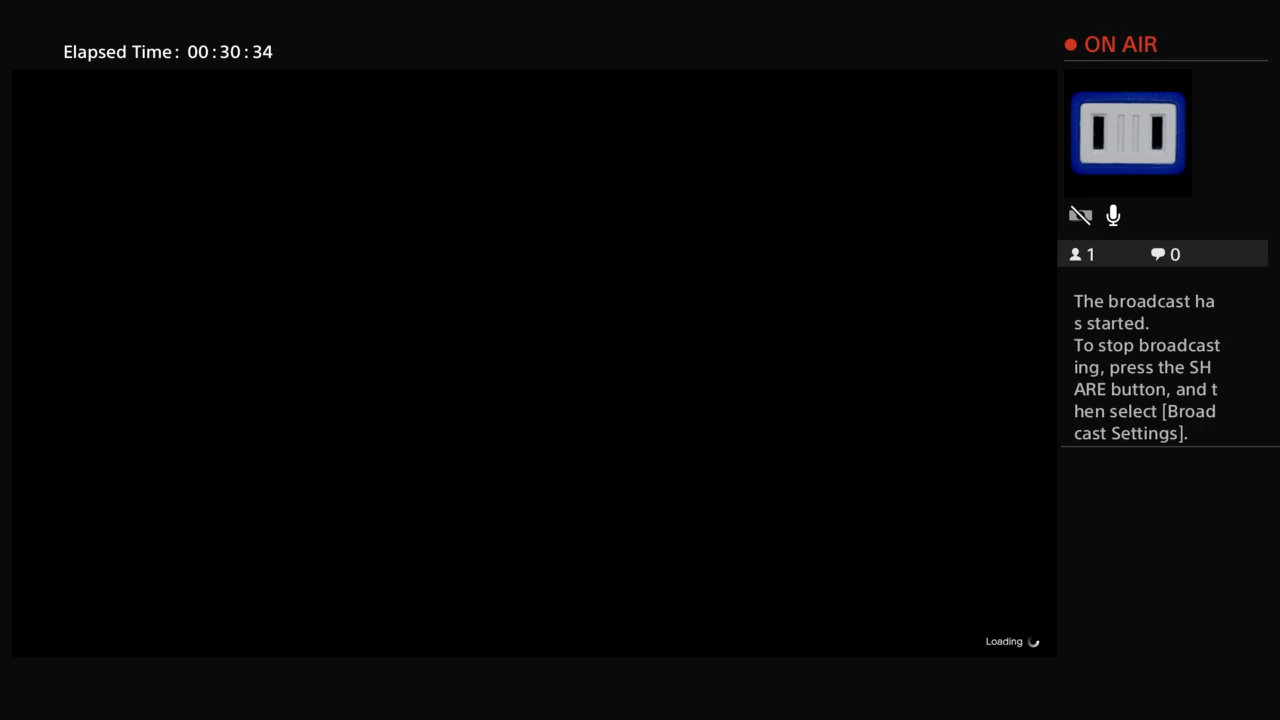 Elapsed Time: 00:30:34
ON AIR
1 0
The broadcast ha
s started.
To stop broadcast
ing, press the SH
ARE button, and t
hen select [Broad
cast Settings].
Loading